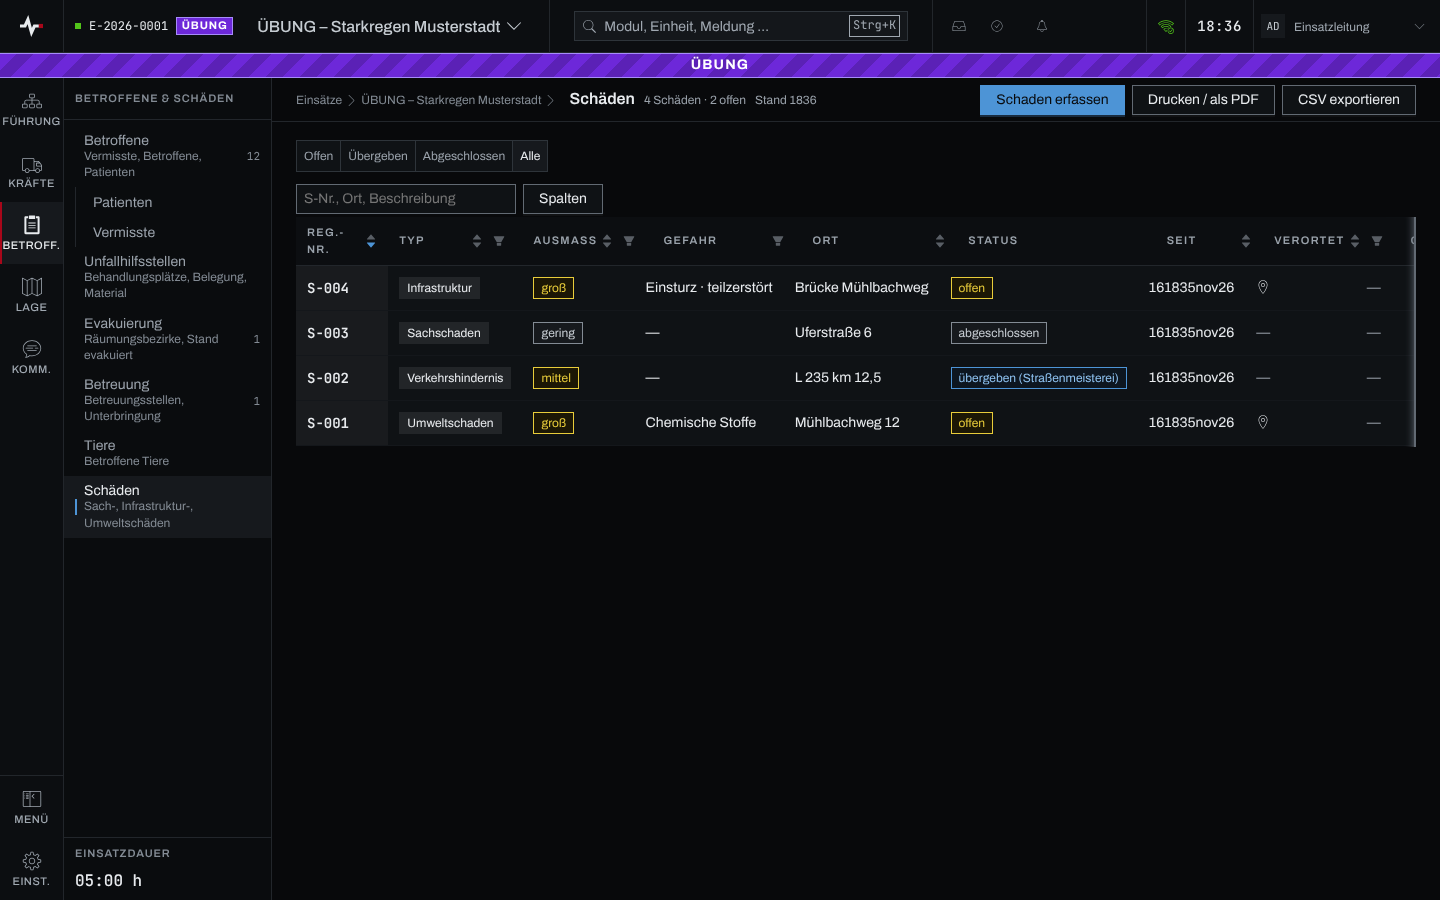 E-2026-0001 ÜBUNG ÜBUNG – Starkregen Musterstadt Modul, Einheit, Meldung ... Strg+K 18:36 AD Einsatzleitung
ÜBUNG
FÜHRUNG
KRÄFTE
BETROFF.
LAGE
KOMM.
MENÜ
EINST.
BETROFFENE & SCHÄDEN
Betroffene
Vermisste, Betroffene, 12
Patienten
Patienten
Vermisste
Unfallhilfsstellen
Behandlungsplätze, Belegung,
Material
Evakuierung
Räumungsbezirke, Stand 1
evakuiert
Betreuung
Betreuungsstellen, 1
Unterbringung
Tiere
Betroffene Tiere
Schäden
Sach-, Infrastruktur-,
Umweltschäden
EINSATZDAUER
05:00 h
Einsätze ÜBUNG – Starkregen Musterstadt Schäden 4 Schäden · 2 offen Stand 1836 Schaden erfassen Drucken / als PDF CSV exportieren
Offen Übergeben Abgeschlossen Alle
S-Nr., Ort, Beschreibung Spalten
REG.-
NR. TYP AUSMASS GEFAHR ORT STATUS SEIT VERORTET
S-004 Infrastruktur groß Einsturz · teilzerstört Brücke Mühlbachweg offen 161835nov26 —
S-003 Sachschaden gering — Uferstraße 6 abgeschlossen 161835nov26 — —
S-002 Verkehrshindernis mittel — L 235 km 12,5 übergeben (Straßenmeisterei) 161835nov26 — —
S-001 Umweltschaden groß Chemische Stoffe Mühlbachweg 12 offen 161835nov26 —